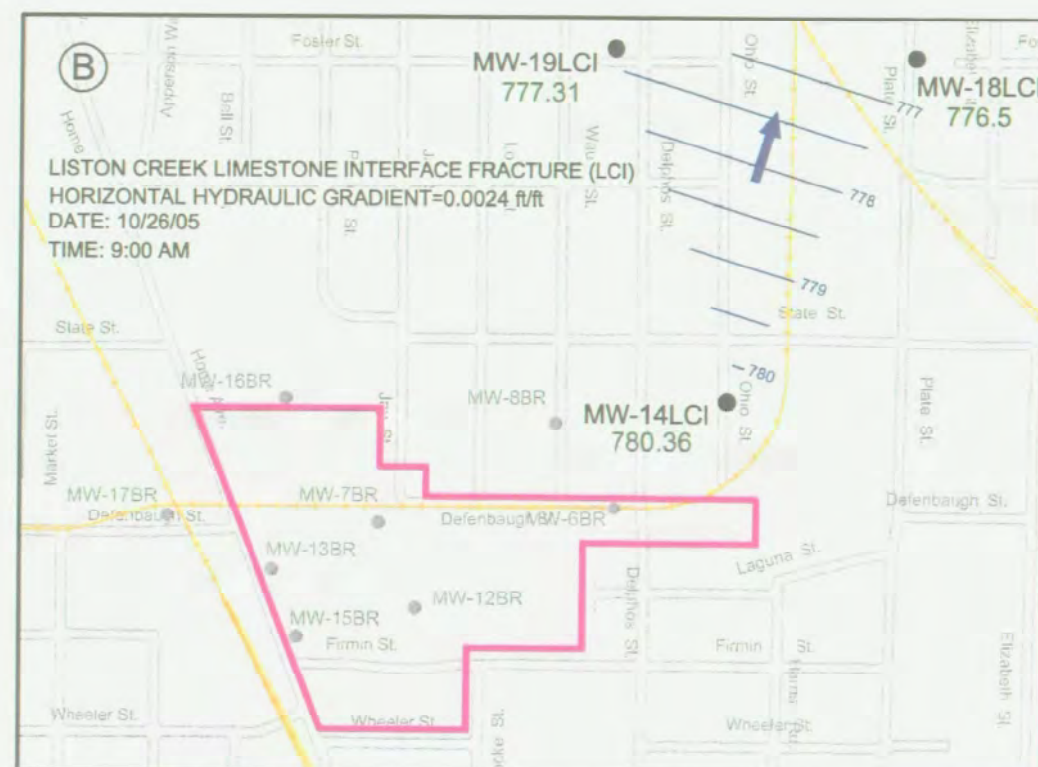 B
Foster St.
Ohio St.
Plate St.
MW-19LCI
777.31
MW-18LCI
776.5
777
Bell St.
LISTON CREEK LIMESTONE INTERFACE FRACTURE (LCI)
HORIZONTAL HYDRAULIC GRADIENT=0.0024 ft/ft
DATE: 10/26/05
TIME: 9:00 AM
St.
Delphos St.
778
779
State St.
State St.
780
MW-16BR
MW-8BR
MW-14LCI
780.36
Ohio St.
Plate St.
Market St.
MW-17BR
MW-7BR
Defenbaugh St.
Defenbaugh
MW-6BR
Defenbaugh St.
MW-13BR
Laguna St.
MW-12BR
MW-15BR
Delphos St.
Firmin St.
Firmin St.
Elizabeth St.
Wheeler St.
Wheeler St.
Wheeler St.